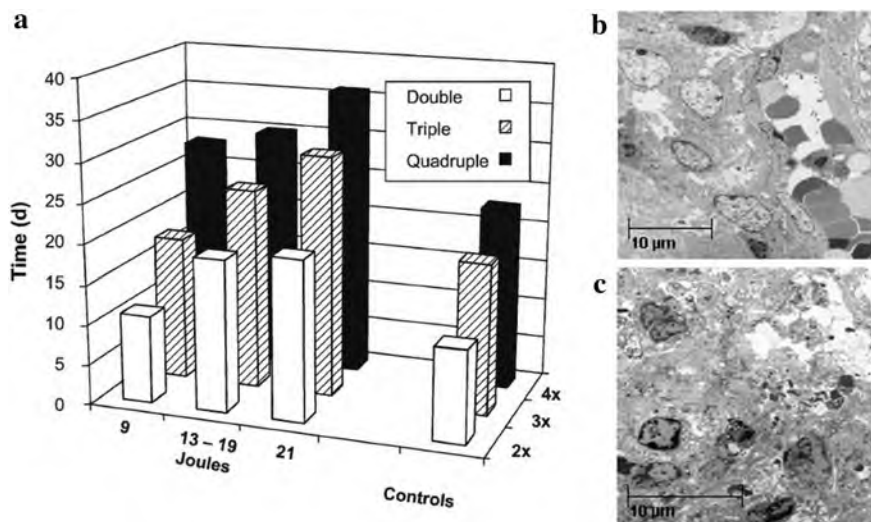 a
Time (d)
40
35
30
25
20
15
10
5
0
Double
Triple
Quadruple
9
13 – 19
21
Joules
Controls
2x
3x
4x
b
10 µm
c
10 µm